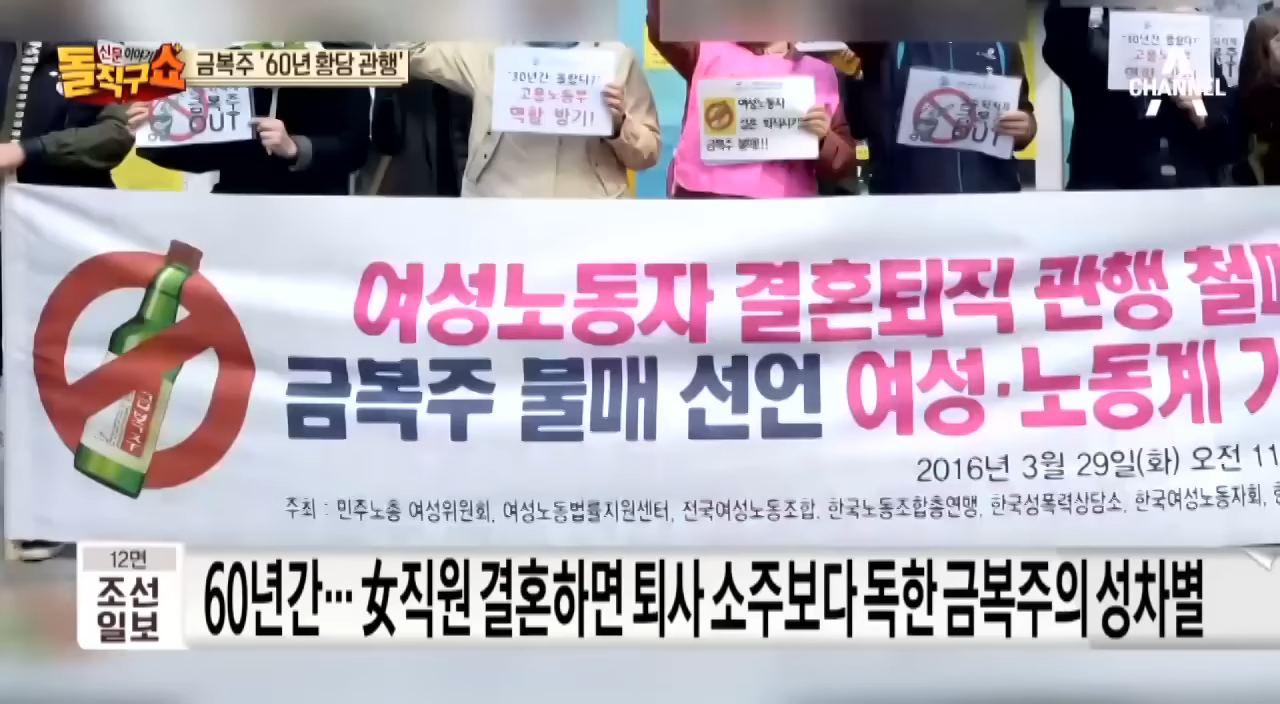 신문이야기
돌직구쇼
금복주 '60년 황당 관행'
CHANNEL A
금복주
OUT
"30년간 몰랐다?"
고용노동부
역할 방기!
여성노동자
결혼 퇴직시키
금복주 불매!!
OUT
"30년간 몰랐다?"
여성노동자 결혼퇴직 관행 철
금복주 불매 선언 여성·노동계 기
2016년 3월 29일(화) 오전 11
주최 : 민주노총 여성위원회, 여성노동법률지원센터, 전국여성노동조합, 한국노동조합총연맹, 한국성폭력상담소, 한국여성노동자회,
12면
조선
일보
60년간… 女직원 결혼하면 퇴사 소주보다 독한 금복주의 성차별